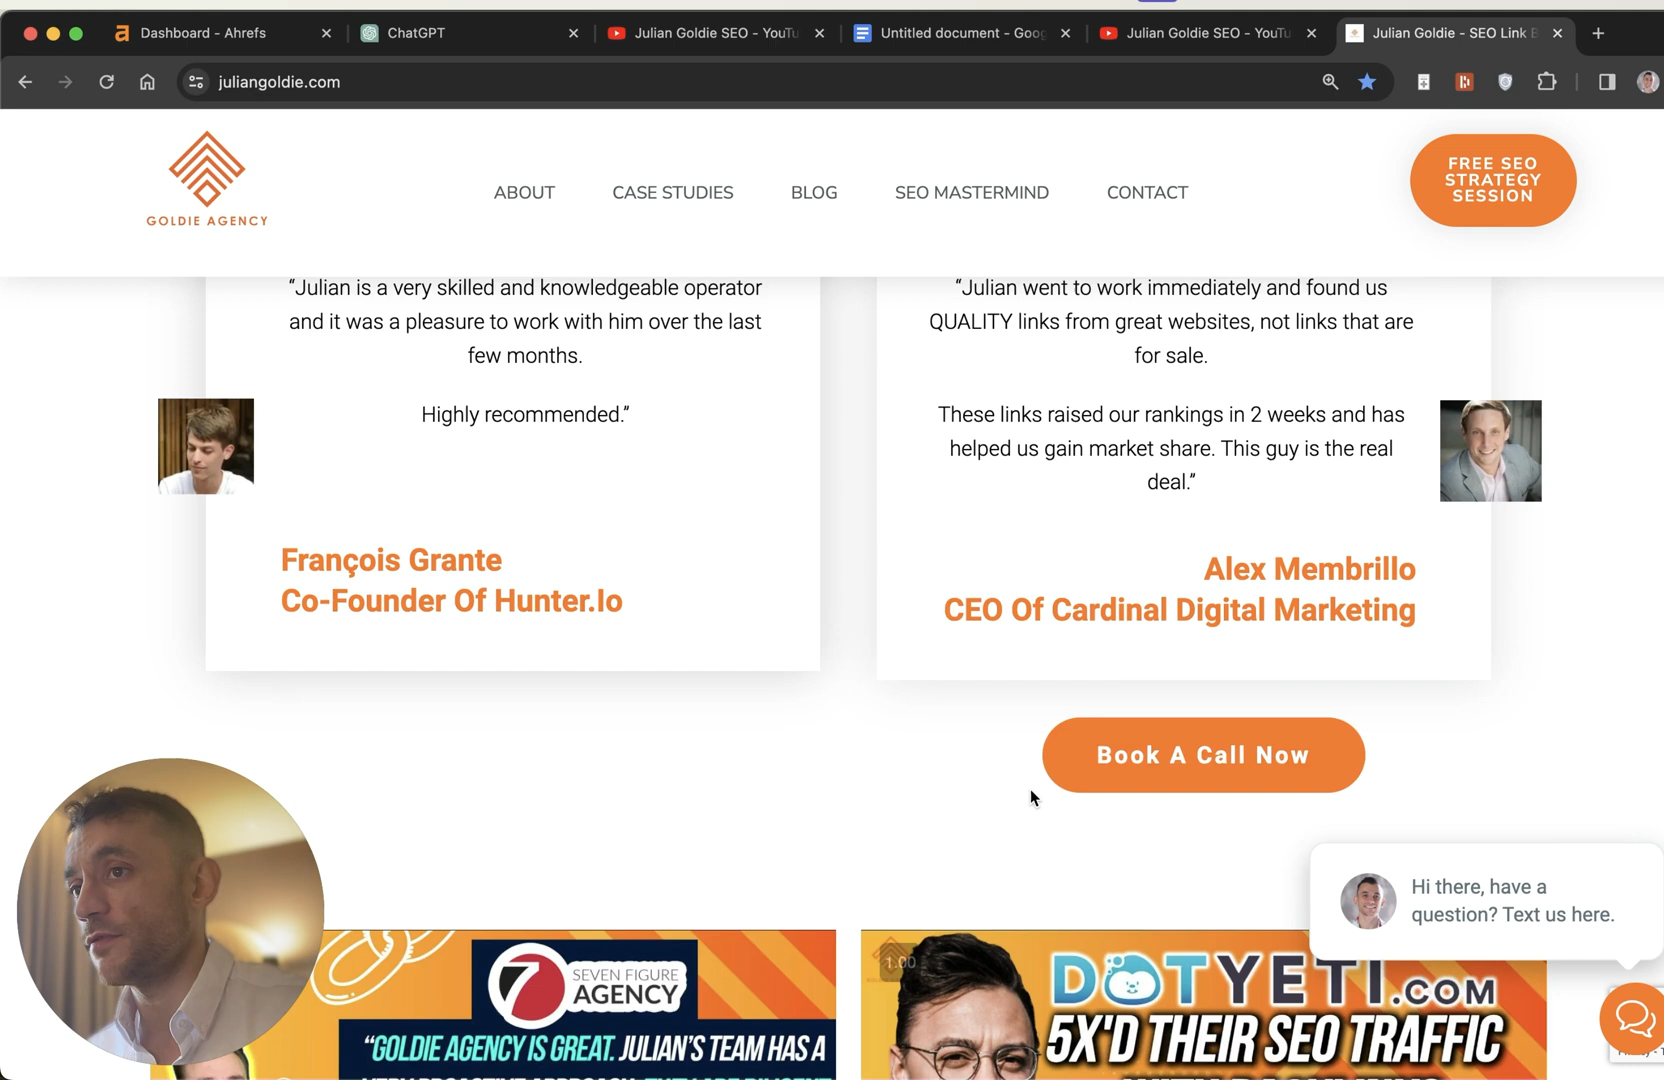 Dashboard - Ahrefs
ChatGPT
Julian Goldie SEO - YouTu
Untitled document - Goog
Julian Goldie SEO - YouTu
Julian Goldie - SEO Link B
juliangoldie.com
GOLDIE AGENCY
ABOUT
CASE STUDIES
BLOG
SEO MASTERMIND
CONTACT
FREE SEO
STRATEGY
SESSION
“Julian is a very skilled and knowledgeable operator
and it was a pleasure to work with him over the last
few months.
Highly recommended.”
François Grante
Co-Founder Of Hunter.Io
“Julian went to work immediately and found us
QUALITY links from great websites, not links that are
for sale.
These links raised our rankings in 2 weeks and has
helped us gain market share. This guy is the real
deal.”
Alex Membrillo
CEO Of Cardinal Digital Marketing
Book A Call Now
Hi there, have a
question? Text us here.
7 SEVEN FIGURE
AGENCY
“GOLDIE AGENCY IS GREAT. JULIAN'S TEAM HAS A
1.00
DOTYETI.COM
5X'D THEIR SEO TRAFFIC